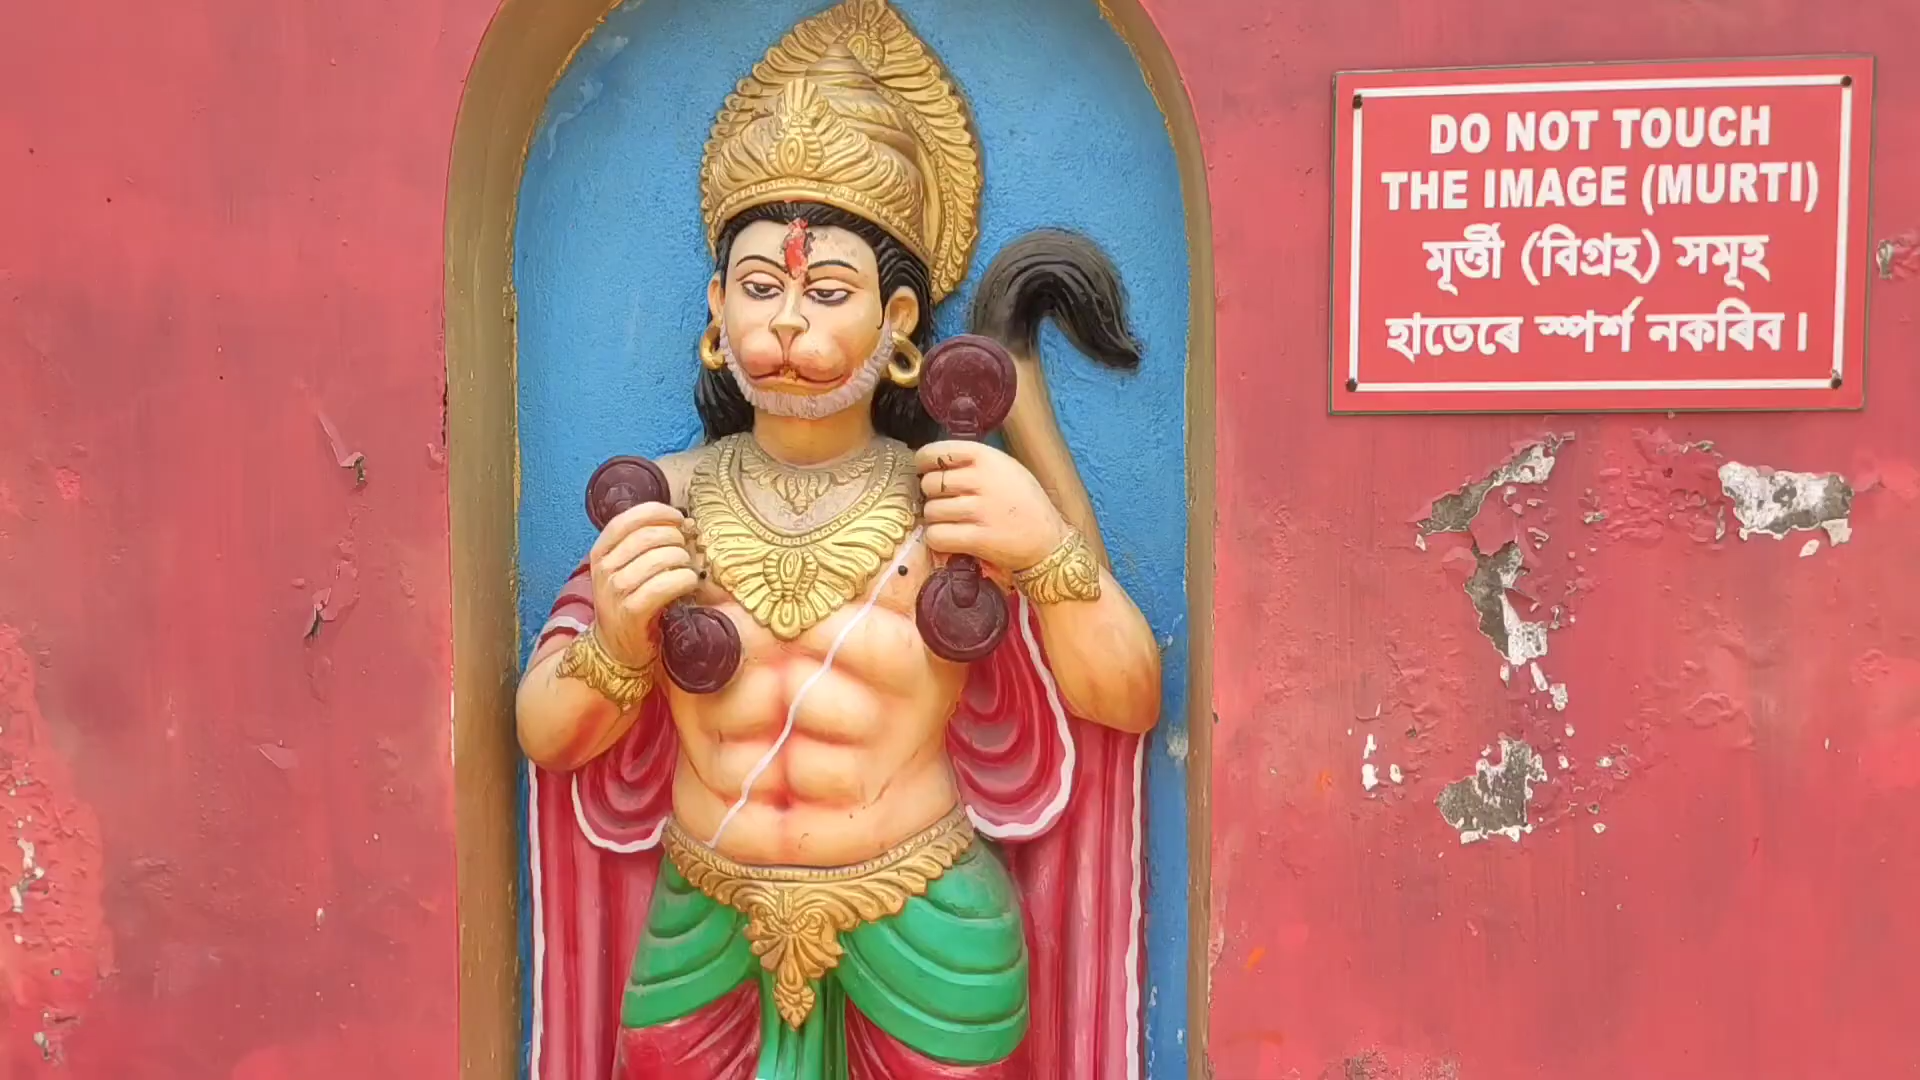 DO NOT TOUCH
THE IMAGE (MURTI)
মূৰ্ত্তী (বিগ্ৰহ) সমূহ
হাতেৰে স্পৰ্শ নকৰিব।